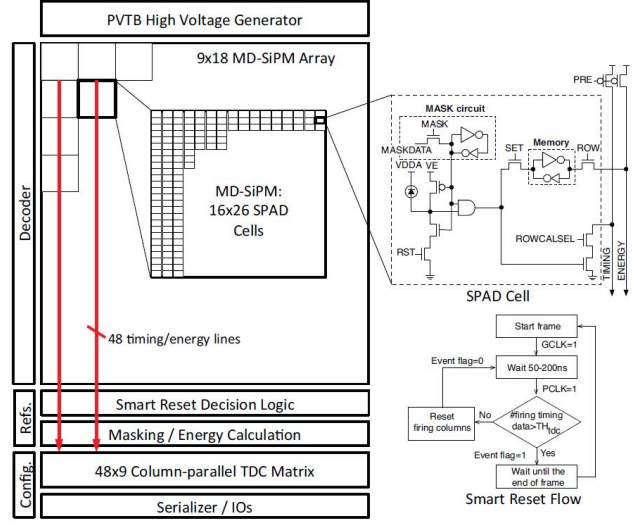 PVTB High Voltage Generator
Decoder
9x18 MD-SiPM Array
MD-SiPM:
16x26 SPAD
Cells
48 timing/energy lines
Refs.
Smart Reset Decision Logic
Masking / Energy Calculation
Config.
48x9 Column-parallel TDC Matrix
Serializer / IOs
PRE
MASK circuit
MASK
MASKDATA
VDDA
VE
SET
Memory
ROW
RST
ROWCALSEL
TIMING
ENERGY
SPAD Cell
Start frame
GCLK=1
Event flag=0
Wait 50-200ns
PCLK=1
Reset
firing columns
No
#firing timing
data>THtdc
Event flag=1
Yes
Wait until the
end of frame
Smart Reset Flow